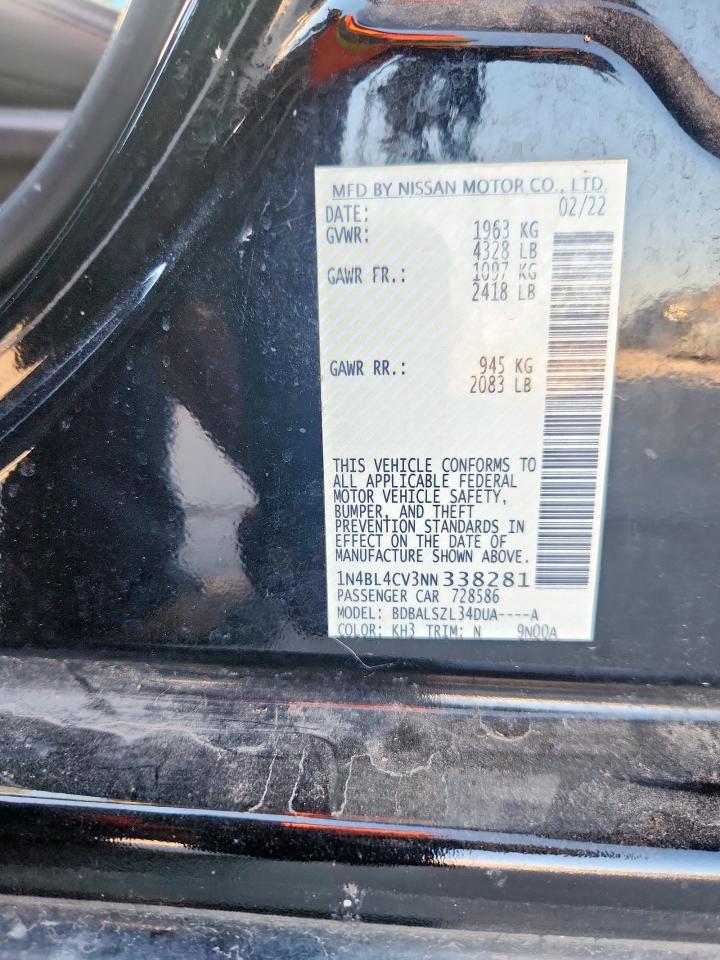 MFD BY NISSAN MOTOR CO., LTD.
DATE: 02/22
GVWR: 1963 KG
4328 LB
GAWR FR.: 1097 KG
2418 LB
GAWR RR.: 945 KG
2083 LB
THIS VEHICLE CONFORMS TO
ALL APPLICABLE FEDERAL
MOTOR VEHICLE SAFETY,
BUMPER, AND THEFT
PREVENTION STANDARDS IN
EFFECT ON THE DATE OF
MANUFACTURE SHOWN ABOVE.
1N4BL4CV3NN338281
PASSENGER CAR 728586
MODEL: BDBALSZL34DUA----A
COLOR: KH3 TRIM: N 9N00A